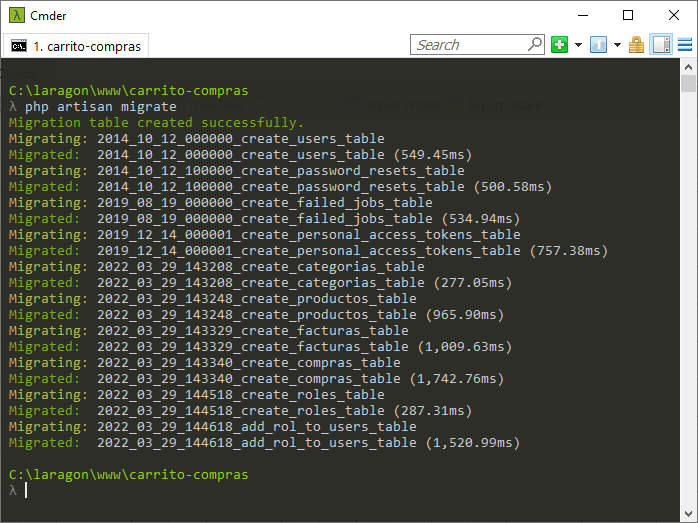 Cmder
1. carrito-compras
Search
C:\laragon\www\carrito-compras
λ php artisan migrate
Migration table created successfully.
Migrating: 2014_10_12_000000_create_users_table
Migrated:  2014_10_12_000000_create_users_table (549.45ms)
Migrating: 2014_10_12_100000_create_password_resets_table
Migrated:  2014_10_12_100000_create_password_resets_table (500.58ms)
Migrating: 2019_08_19_000000_create_failed_jobs_table
Migrated:  2019_08_19_000000_create_failed_jobs_table (534.94ms)
Migrating: 2019_12_14_000001_create_personal_access_tokens_table
Migrated:  2019_12_14_000001_create_personal_access_tokens_table (757.38ms)
Migrating: 2022_03_29_143208_create_categorias_table
Migrated:  2022_03_29_143208_create_categorias_table (277.05ms)
Migrating: 2022_03_29_143248_create_productos_table
Migrated:  2022_03_29_143248_create_productos_table (965.90ms)
Migrating: 2022_03_29_143329_create_facturas_table
Migrated:  2022_03_29_143329_create_facturas_table (1,009.63ms)
Migrating: 2022_03_29_143340_create_compras_table
Migrated:  2022_03_29_143340_create_compras_table (1,742.76ms)
Migrating: 2022_03_29_144518_create_roles_table
Migrated:  2022_03_29_144518_create_roles_table (287.31ms)
Migrating: 2022_03_29_144618_add_rol_to_users_table
Migrated:  2022_03_29_144618_add_rol_to_users_table (1,520.99ms)
C:\laragon\www\carrito-compras
λ